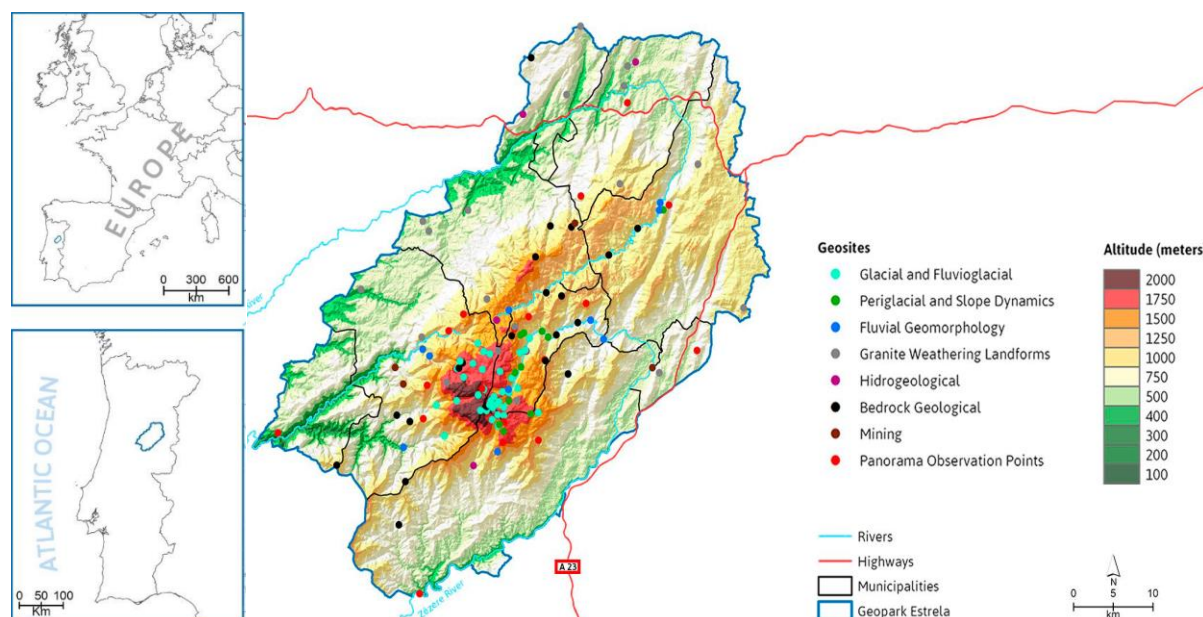 EUROPE
0 300 600
km
ATLANTIC OCEAN
0 50 100
Km
River
Zêzere River
A 23
Geosites
Glacial and Fluvioglacial
Periglacial and Slope Dynamics
Fluvial Geomorphology
Granite Weathering Landforms
Hidrogeological
Bedrock Geological
Mining
Panorama Observation Points
Altitude (meters
2000
1750
1500
1250
1000
750
500
400
300
200
100
Rivers
Highways
Municipalities
Geopark Estrela
N
0 5 10
km